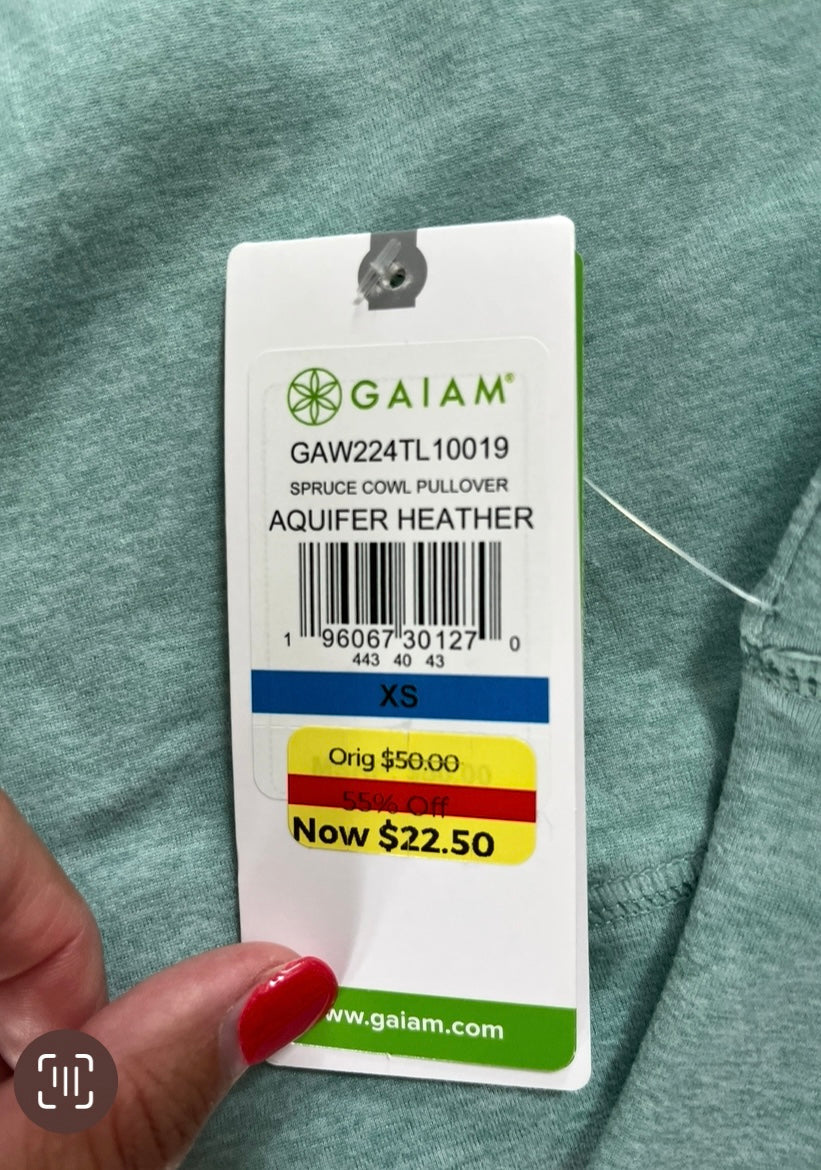 GAIAM®
GAW224TL10019
SPRUCE COWL PULLOVER
AQUIFER HEATHER
1 96067 30127 0
443 40 43
XS
Orig $50.00
55% Off
Now $22.50
ww.gaiam.com